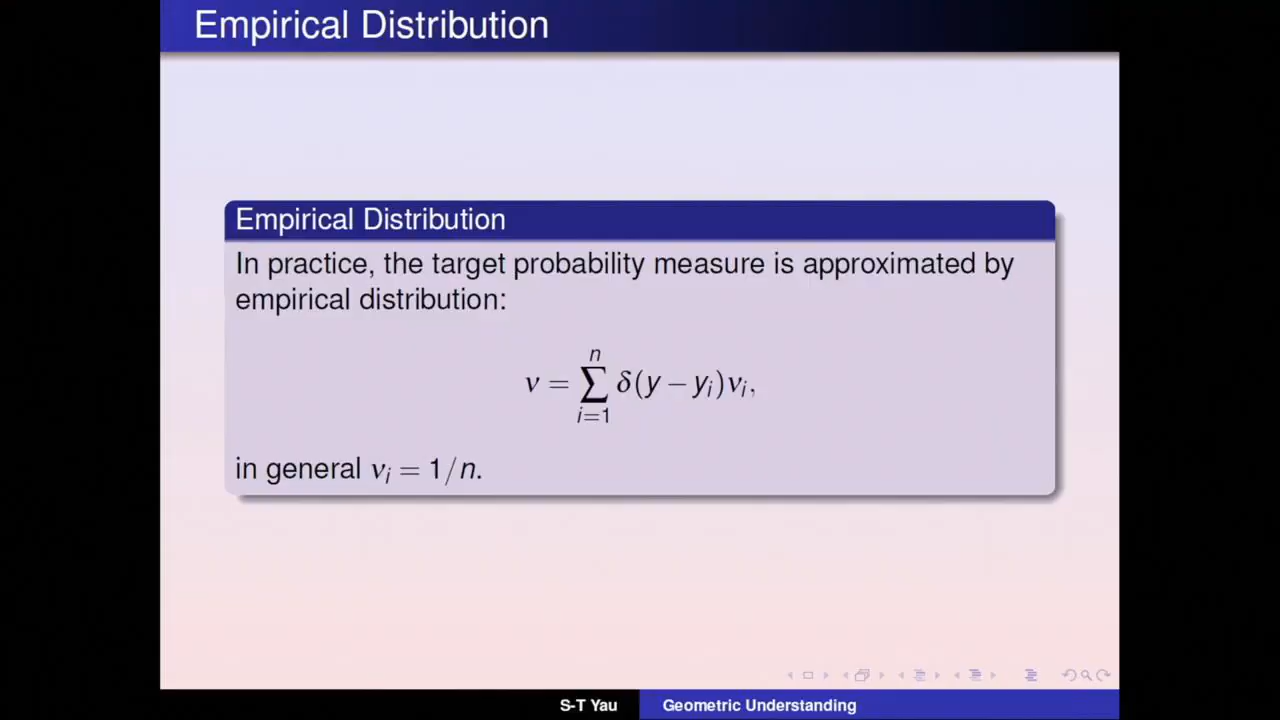 Empirical Distribution
Empirical Distribution
In practice, the target probability measure is approximated by
empirical distribution:
ν = ∑_{i=1}^{n} δ(y − y_i)ν_i,
in general ν_i = 1/n.
S-T Yau
Geometric Understanding